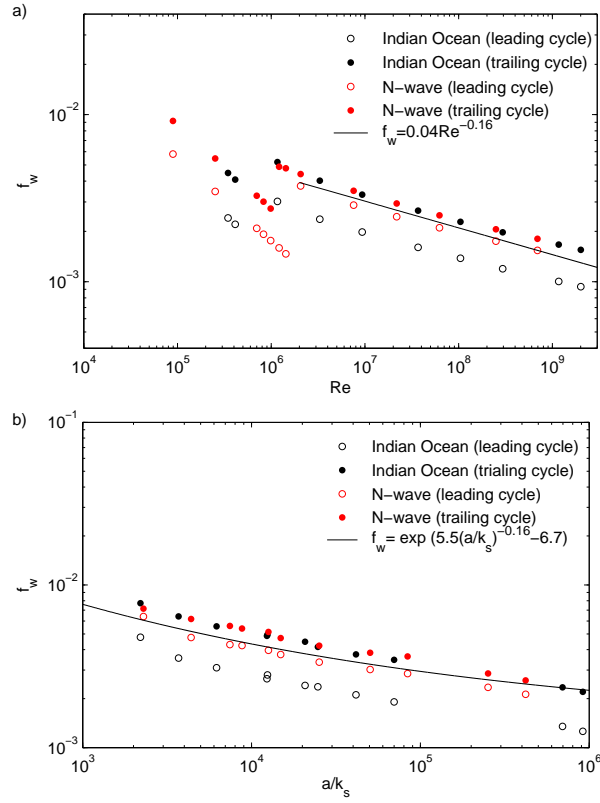 a)
10^−2
10^−3
f_w
Indian Ocean (leading cycle)
Indian Ocean (trailing cycle)
N−wave (leading cycle)
N−wave (trailing cycle)
f_w=0.04Re^−0.16
10^4 10^5 10^6 10^7 10^8 10^9
Re
b)
10^−1
10^−2
10^−3
f_w
Indian Ocean (leading cycle)
Indian Ocean (trialing cycle)
N−wave (leading cycle)
N−wave (trailing cycle)
f_w= exp (5.5(a/k_s)^−0.16−6.7)
10^3 10^4 10^5 10^6
a/k_s